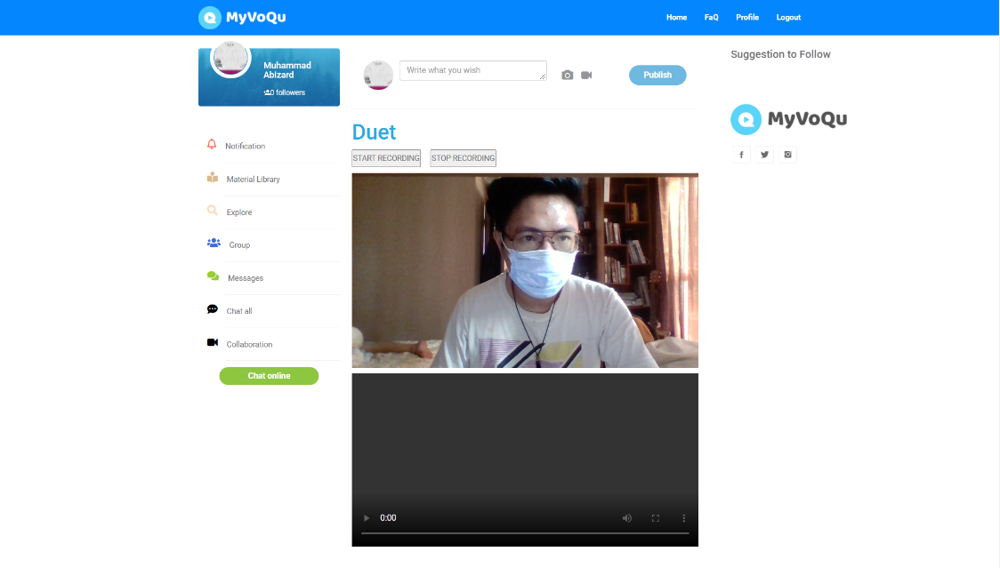 MyVoQu
Home
FaQ
Profile
Logout
Muhammad
Abizard
0 followers
Write what you wish
Publish
Suggestion to Follow
MyVoQu
Duet
START RECORDING
STOP RECORDING
Notification
Material Library
Explore
Group
Messages
Chat all
Collaboration
Chat online
0:00